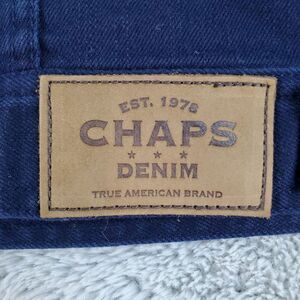 EST. 1978
CHAPS
★ ★ ★
DENIM
TRUE AMERICAN BRAND